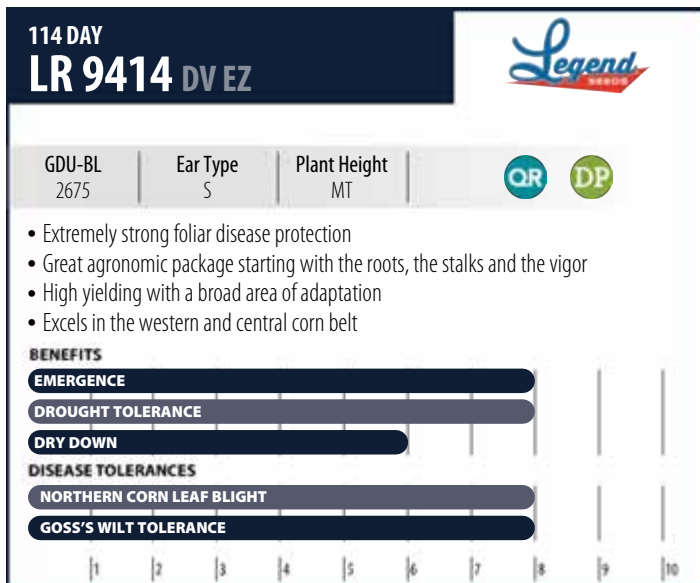 114 DAY
LR 9414 DV EZ
Legend
SEEDS
GDU-BL Ear Type Plant Height
2675 S MT
QR DP
• Extremely strong foliar disease protection
• Great agronomic package starting with the roots, the stalks and the vigor
• High yielding with a broad area of adaptation
• Excels in the western and central corn belt
BENEFITS
EMERGENCE
DROUGHT TOLERANCE
DRY DOWN
DISEASE TOLERANCES
NORTHERN CORN LEAF BLIGHT
GOSS'S WILT TOLERANCE
1 2 3 4 5 6 7 8 9 10